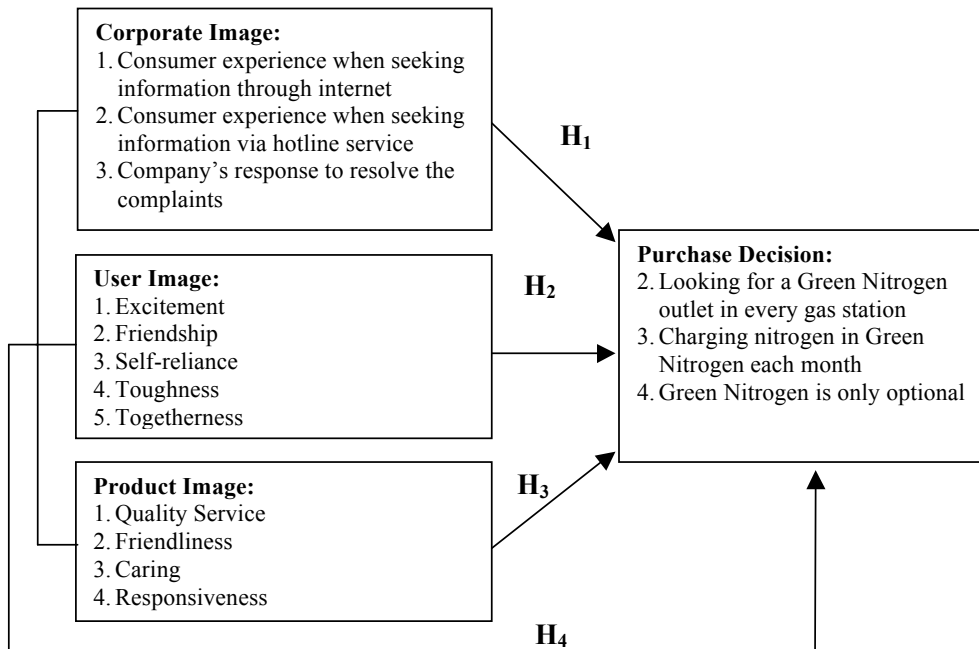 Corporate Image:
1. Consumer experience when seeking
information through internet
2. Consumer experience when seeking
information via hotline service
3. Company’s response to resolve the
complaints
H1
User Image:
1. Excitement
2. Friendship
3. Self-reliance
4. Toughness
5. Togetherness
H2
Purchase Decision:
2. Looking for a Green Nitrogen
outlet in every gas station
3. Charging nitrogen in Green
Nitrogen each month
4. Green Nitrogen is only optional
Product Image:
1. Quality Service
2. Friendliness
3. Caring
4. Responsiveness
H3
H4